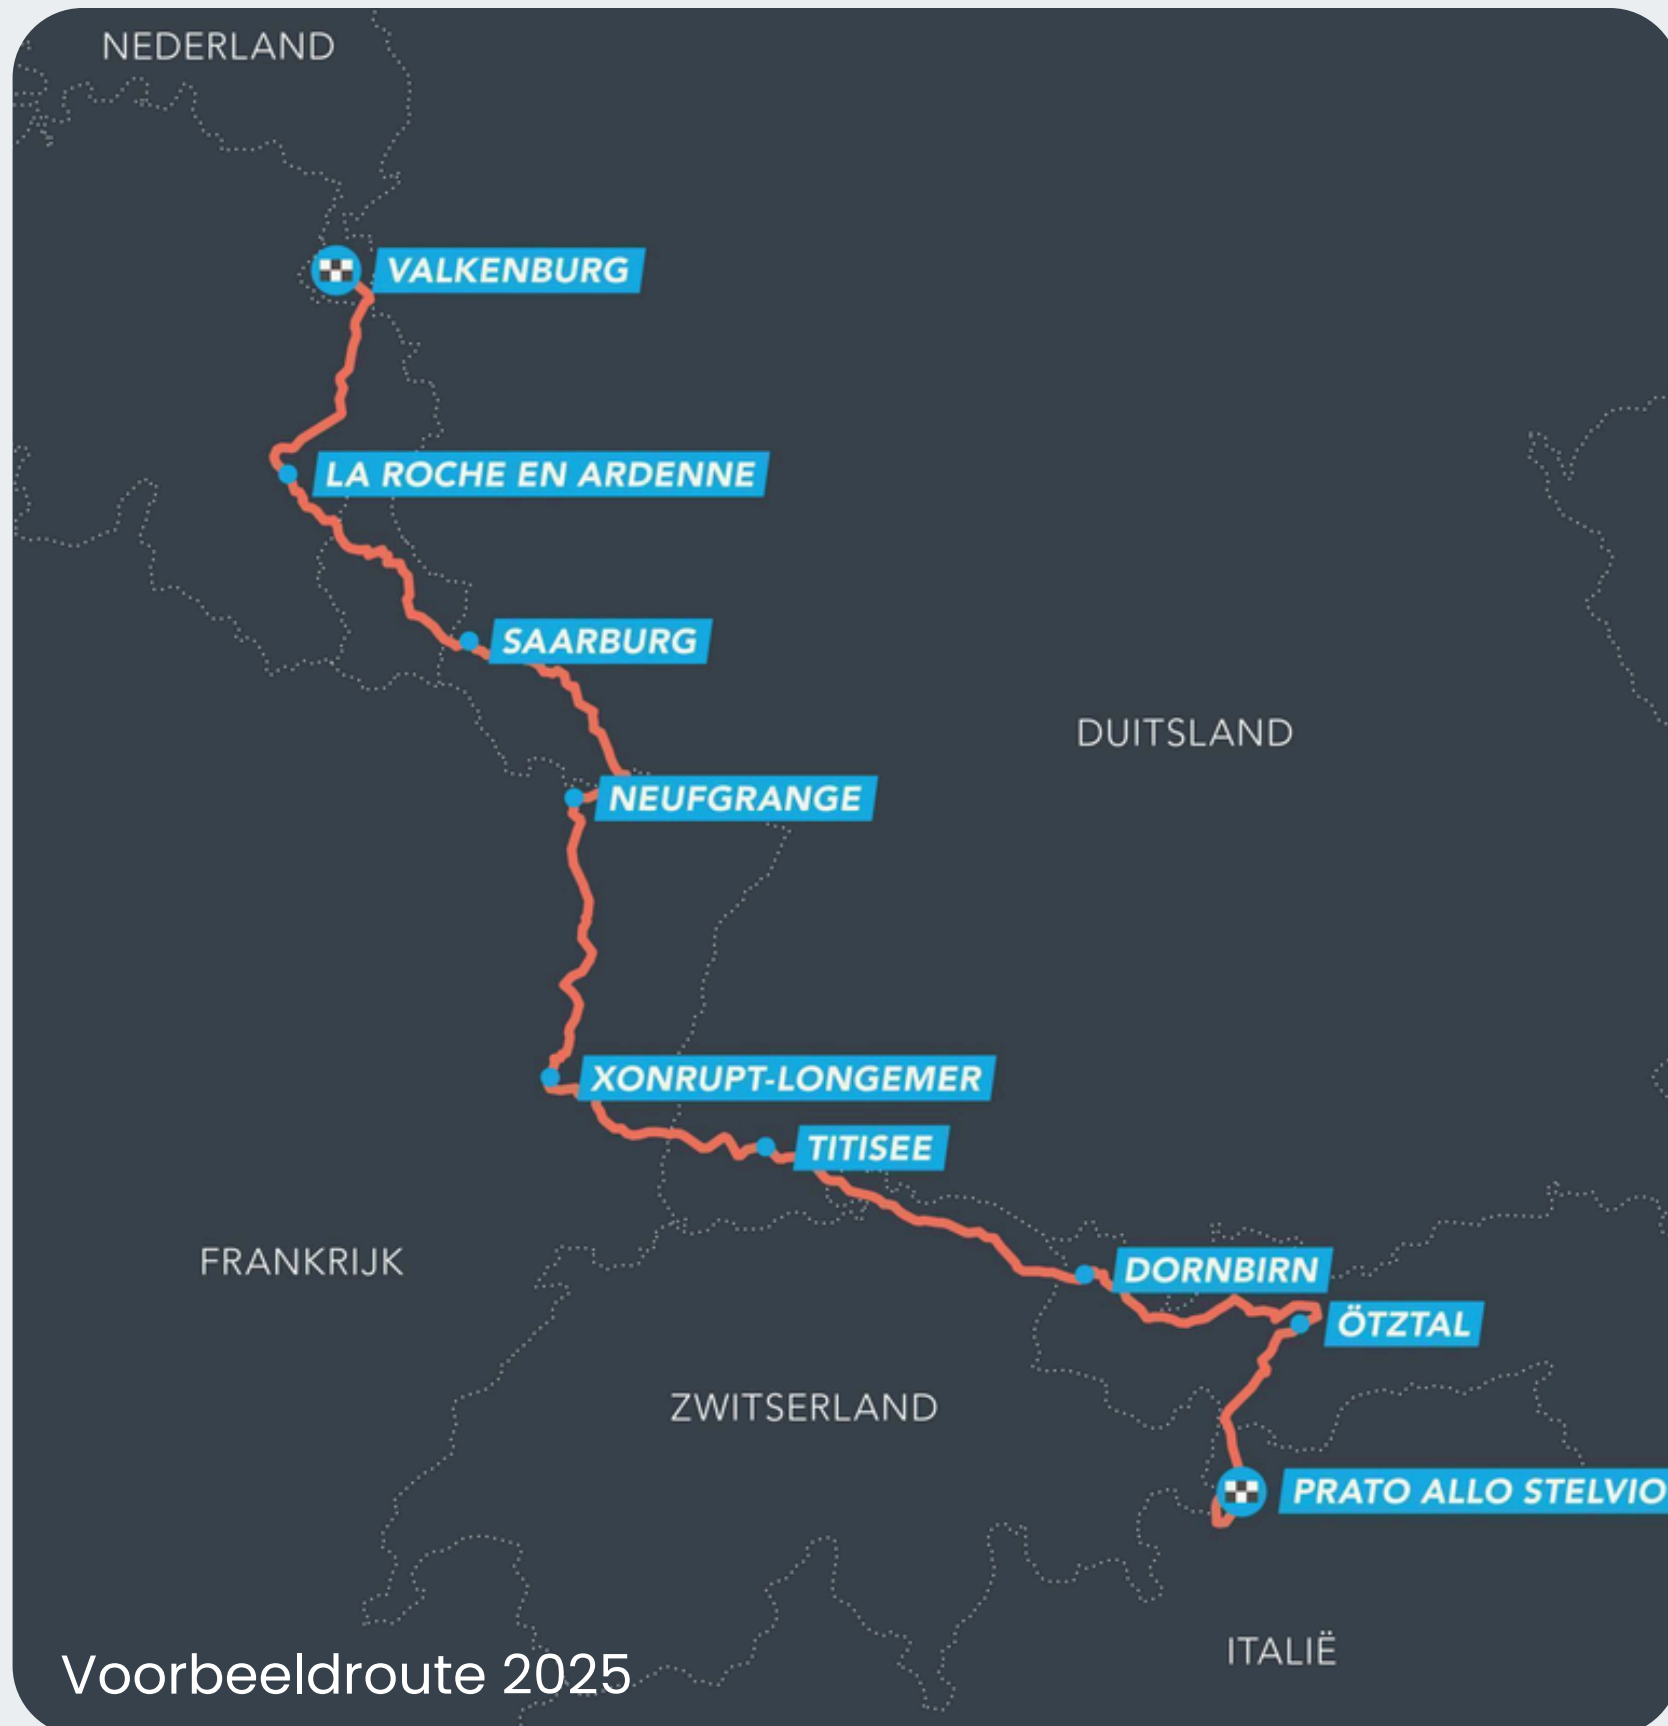 NEDERLAND
VALKENBURG
LA ROCHE EN ARDENNE
SAARBURG
DUITSLAND
NEUFGRANGE
XONRUPT-LONGEMER
TITISEE
FRANKRIJK
DORNBIRN
ÖTZTAL
ZWITSERLAND
PRATO ALLO STELVIO
ITALIË
Voorbeeldroute 2025